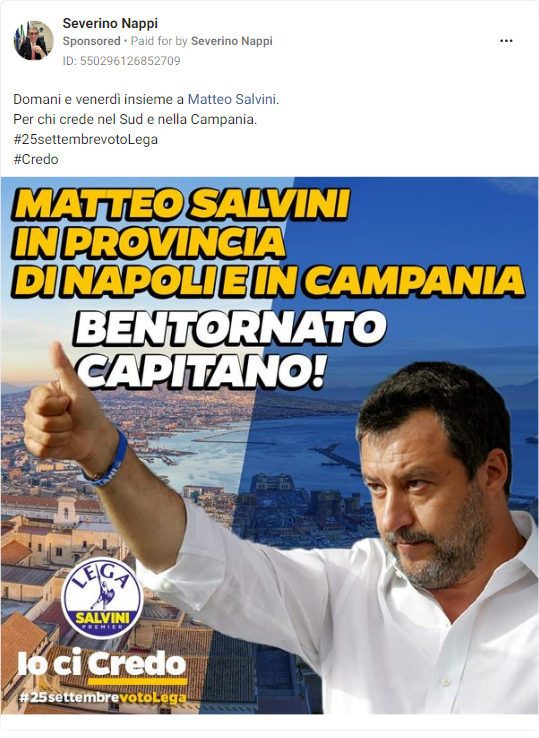 Severino Nappi
Sponsored • Paid for by Severino Nappi
ID: 550296126852709
Domani e venerdì insieme a Matteo Salvini.
Per chi crede nel Sud e nella Campania.
#25settembrevotoLega
#Credo
MATTEO SALVINI
IN PROVINCIA
DI NAPOLI E IN CAMPANIA
BENTORNATO
CAPITANO!
LEGA
SALVINI
PREMIER
Io ci Credo
#25settembrevotoLega